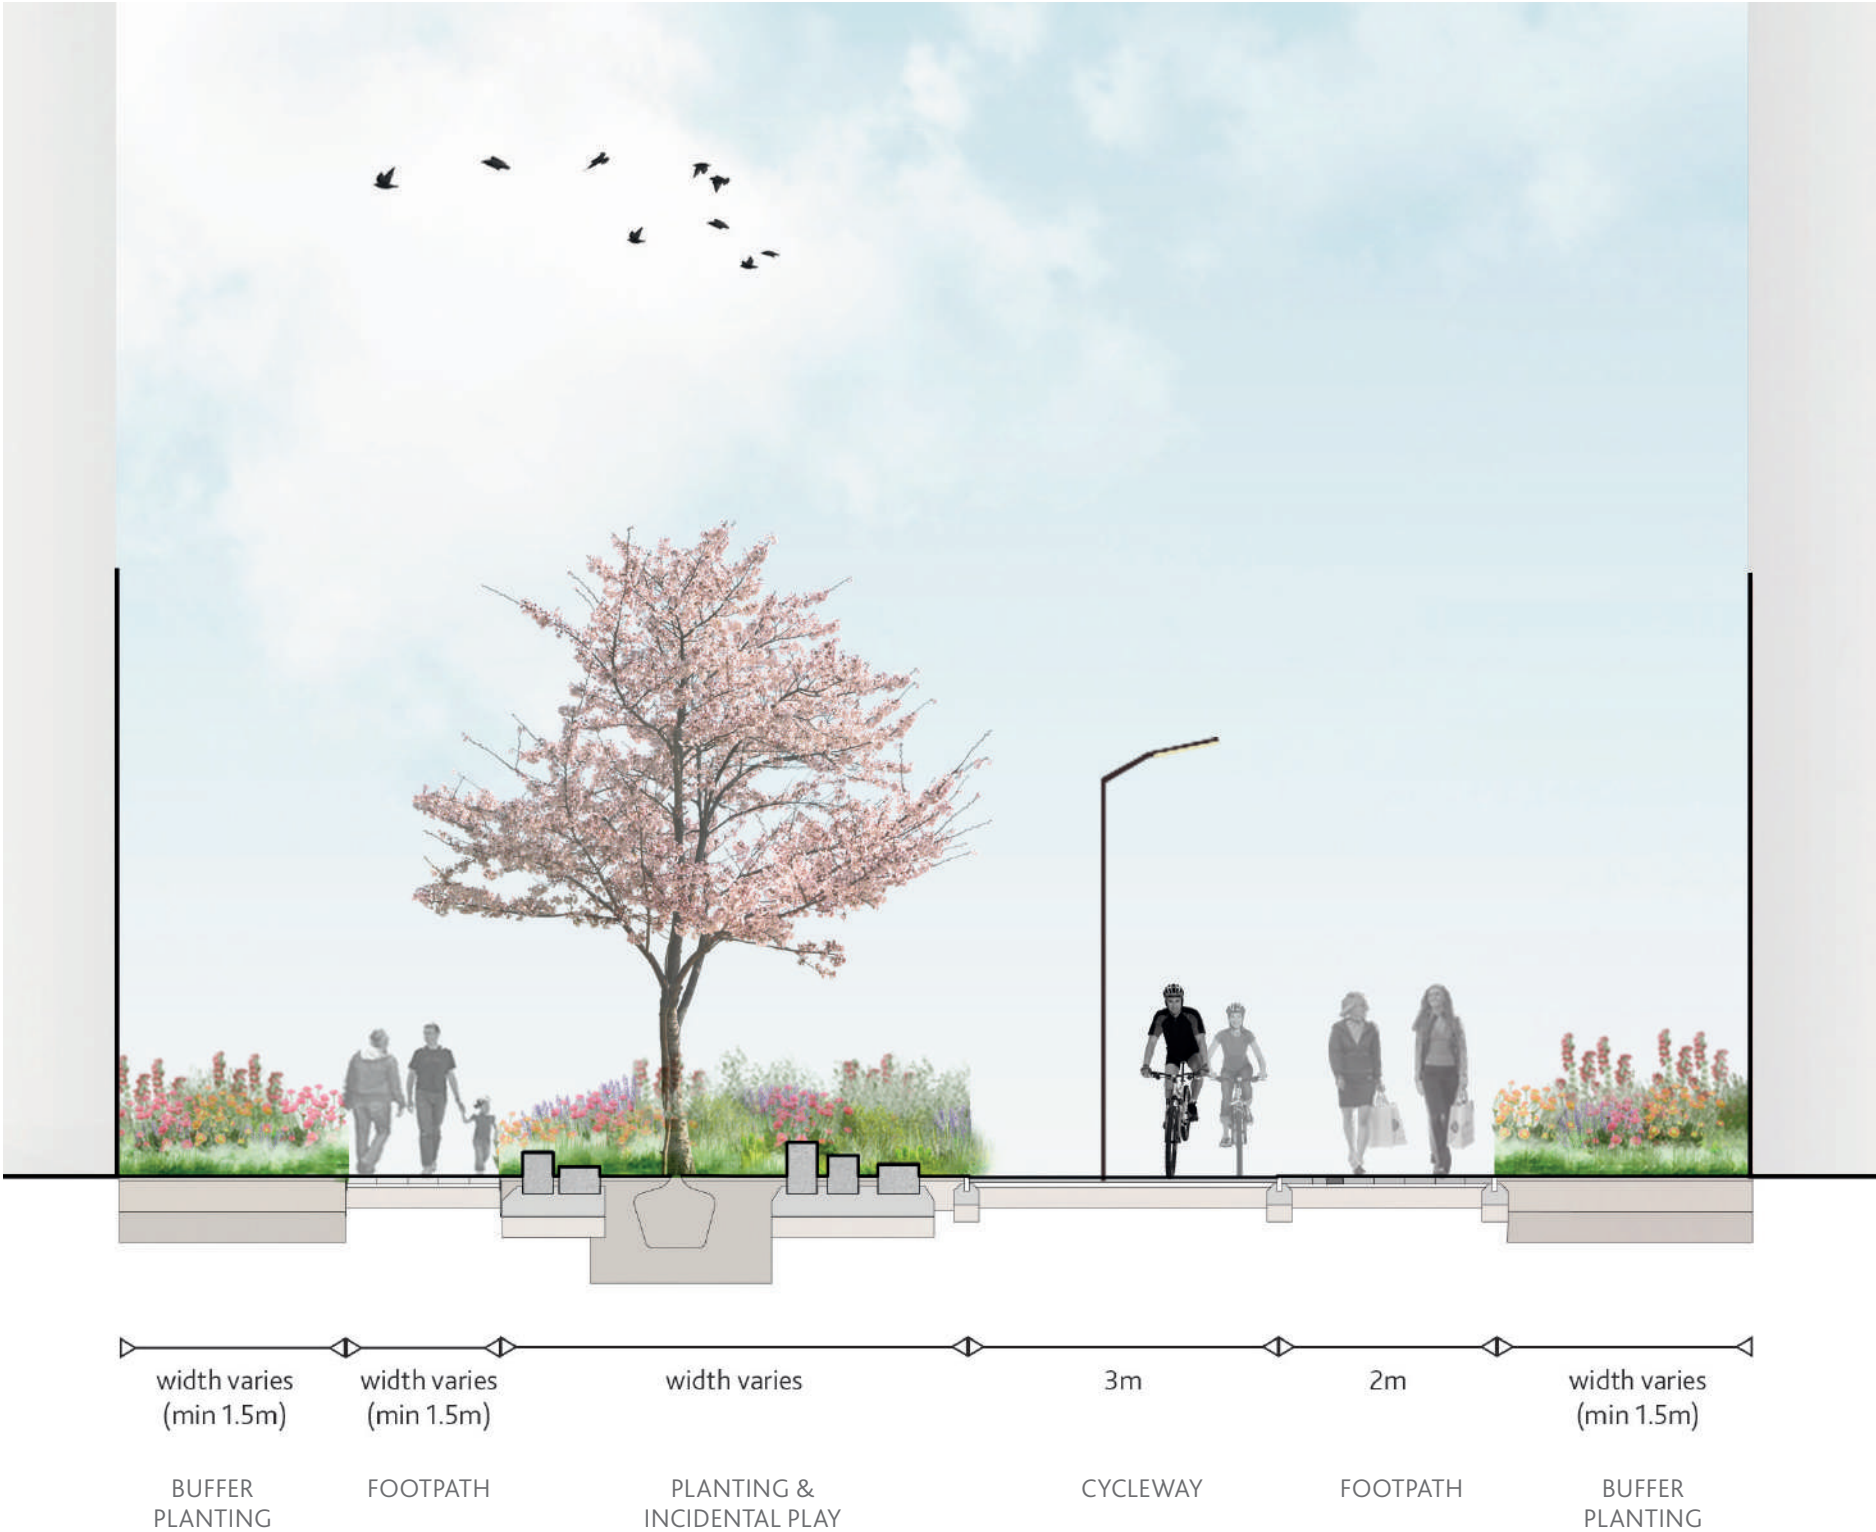 width varies
(min 1.5m)
width varies
(min 1.5m)
width varies
3m
2m
width varies
(min 1.5m)
BUFFER
PLANTING
FOOTPATH
PLANTING &
INCIDENTAL PLAY
CYCLEWAY
FOOTPATH
BUFFER
PLANTING